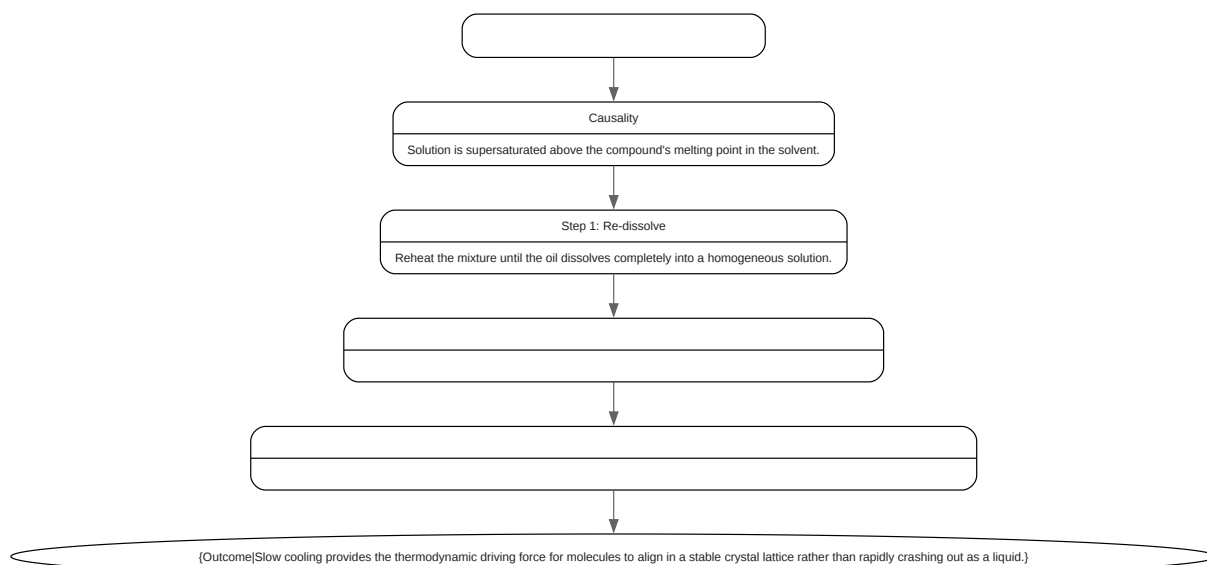 Causality
Solution is supersaturated above the compound's melting point in the solvent.
Step 1: Re-dissolve
Reheat the mixture until the oil dissolves completely into a homogeneous solution.
{Outcome|Slow cooling provides the thermodynamic driving force for molecules to align in a stable crystal lattice rather than rapidly crashing out as a liquid.}